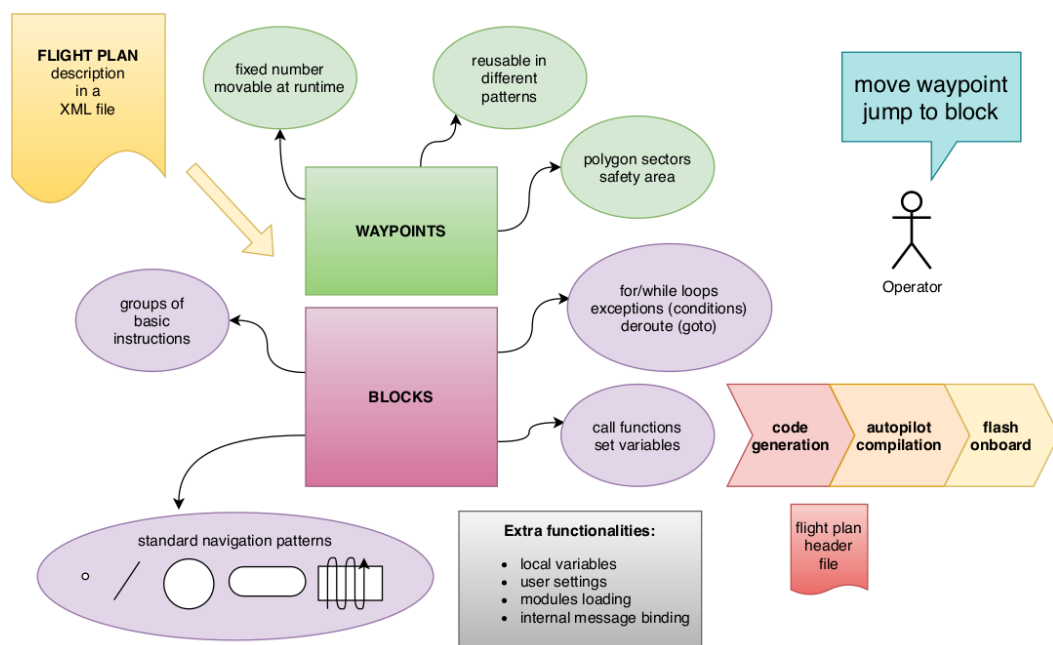 FLIGHT PLAN
description
in a
XML file
fixed number
movable at runtime
reusable in
different
patterns
move waypoint
jump to block
polygon sectors
safety area
WAYPOINTS
Operator
groups of
basic
instructions
for/while loops
exceptions (conditions)
deroute (goto)
BLOCKS
call functions
set variables
code
generation
autopilot
compilation
flash
onboard
standard navigation patterns
Extra functionalities:
• local variables
• user settings
• modules loading
• internal message binding
flight plan
header
file